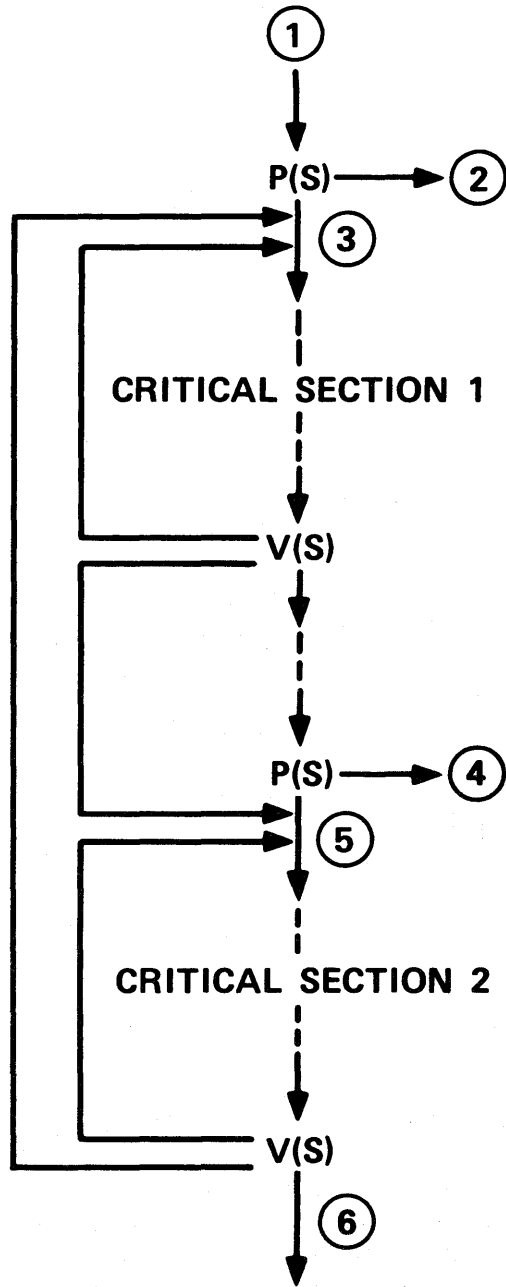 1
P(S) 2
3
CRITICAL SECTION 1
V(S)
P(S) 4
5
CRITICAL SECTION 2
V(S)
6